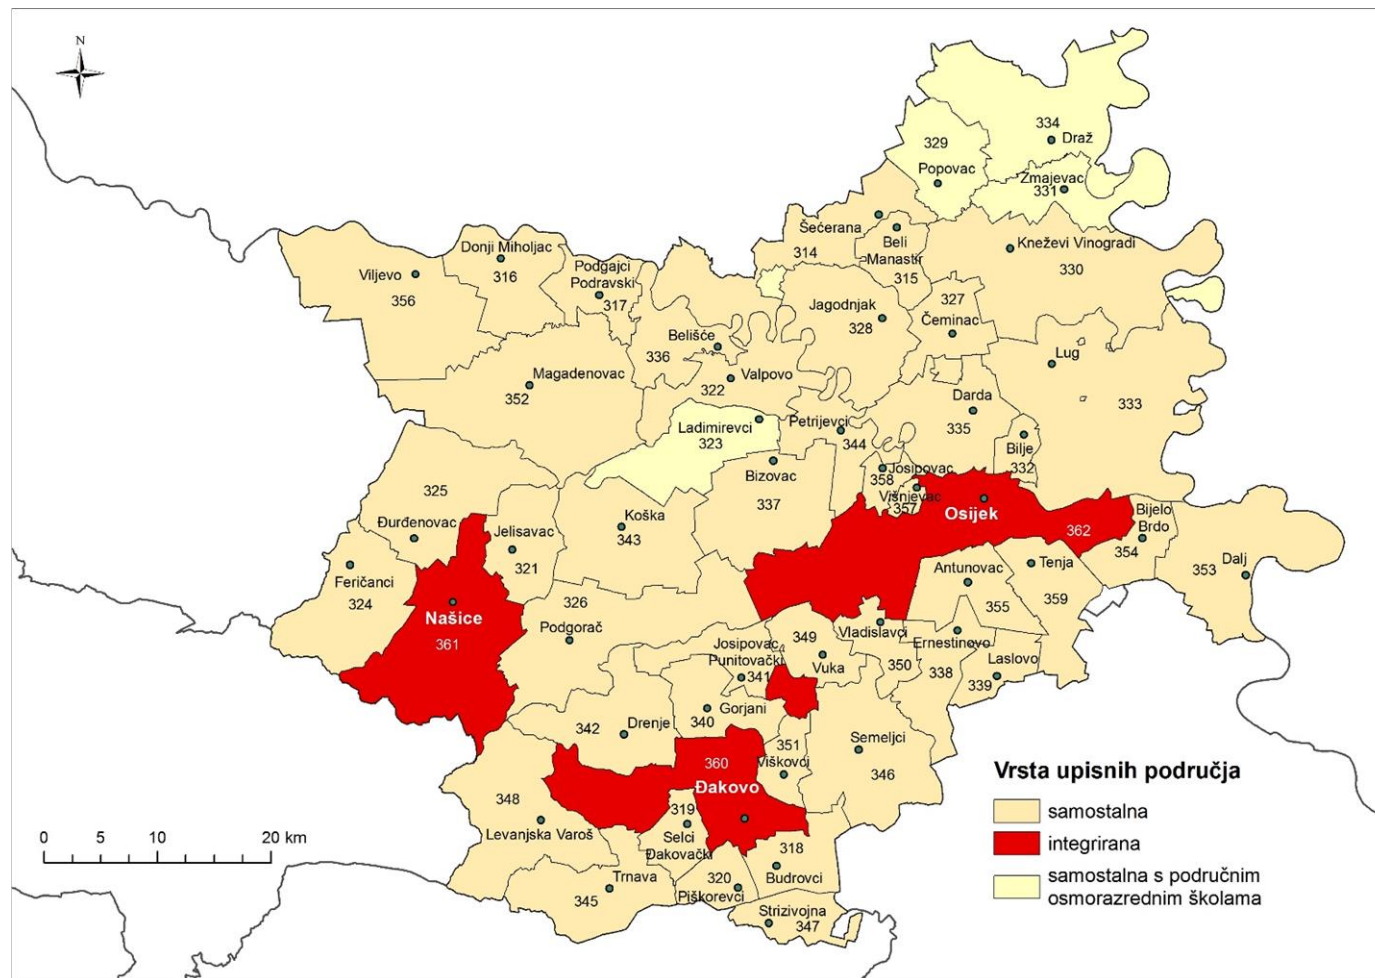 N
334
Draž
329
Popovac
Zmajevac
331
Šećerana
314
Beli
Manastir
315
Kneževi Vinogradi
330
Donji Miholjac
316
Viljevo
356
Podgajci
Podravski
317
327
Čeminac
Jagodnjak
328
Belišće
336
Valpovo
322
Lug
333
Magadenovac
352
Darda
335
Ladimirevci
323
Petrijevci
344
Bilje
332
Bizovac
337
Josipovac
358
Višnjevac
357
Osijek
362
Bijelo
Brdo
354
Dalj
353
325
Đurđenovac
Jelisavac
321
Koška
343
Feričanci
324
Našice
361
326
Podgorač
Antunovac
355
Tenja
359
Josipovac
Punitovački
341
349
Vuka
Vladislavci
350
Ernestinovo
338
Laslovo
339
342
Drenje
Gorjani
340
351
Viškovci
Semeljci
346
360
Đakovo
348
Levanjska Varoš
319
Selci
Đakovački
318
Budrovci
Trnava
345
320
Piškorevci
Strizivojna
347
0 5 10 20 km
Vrsta upisnih područja
samostalna
integrirana
samostalna s područnim
osmorazrednim školama